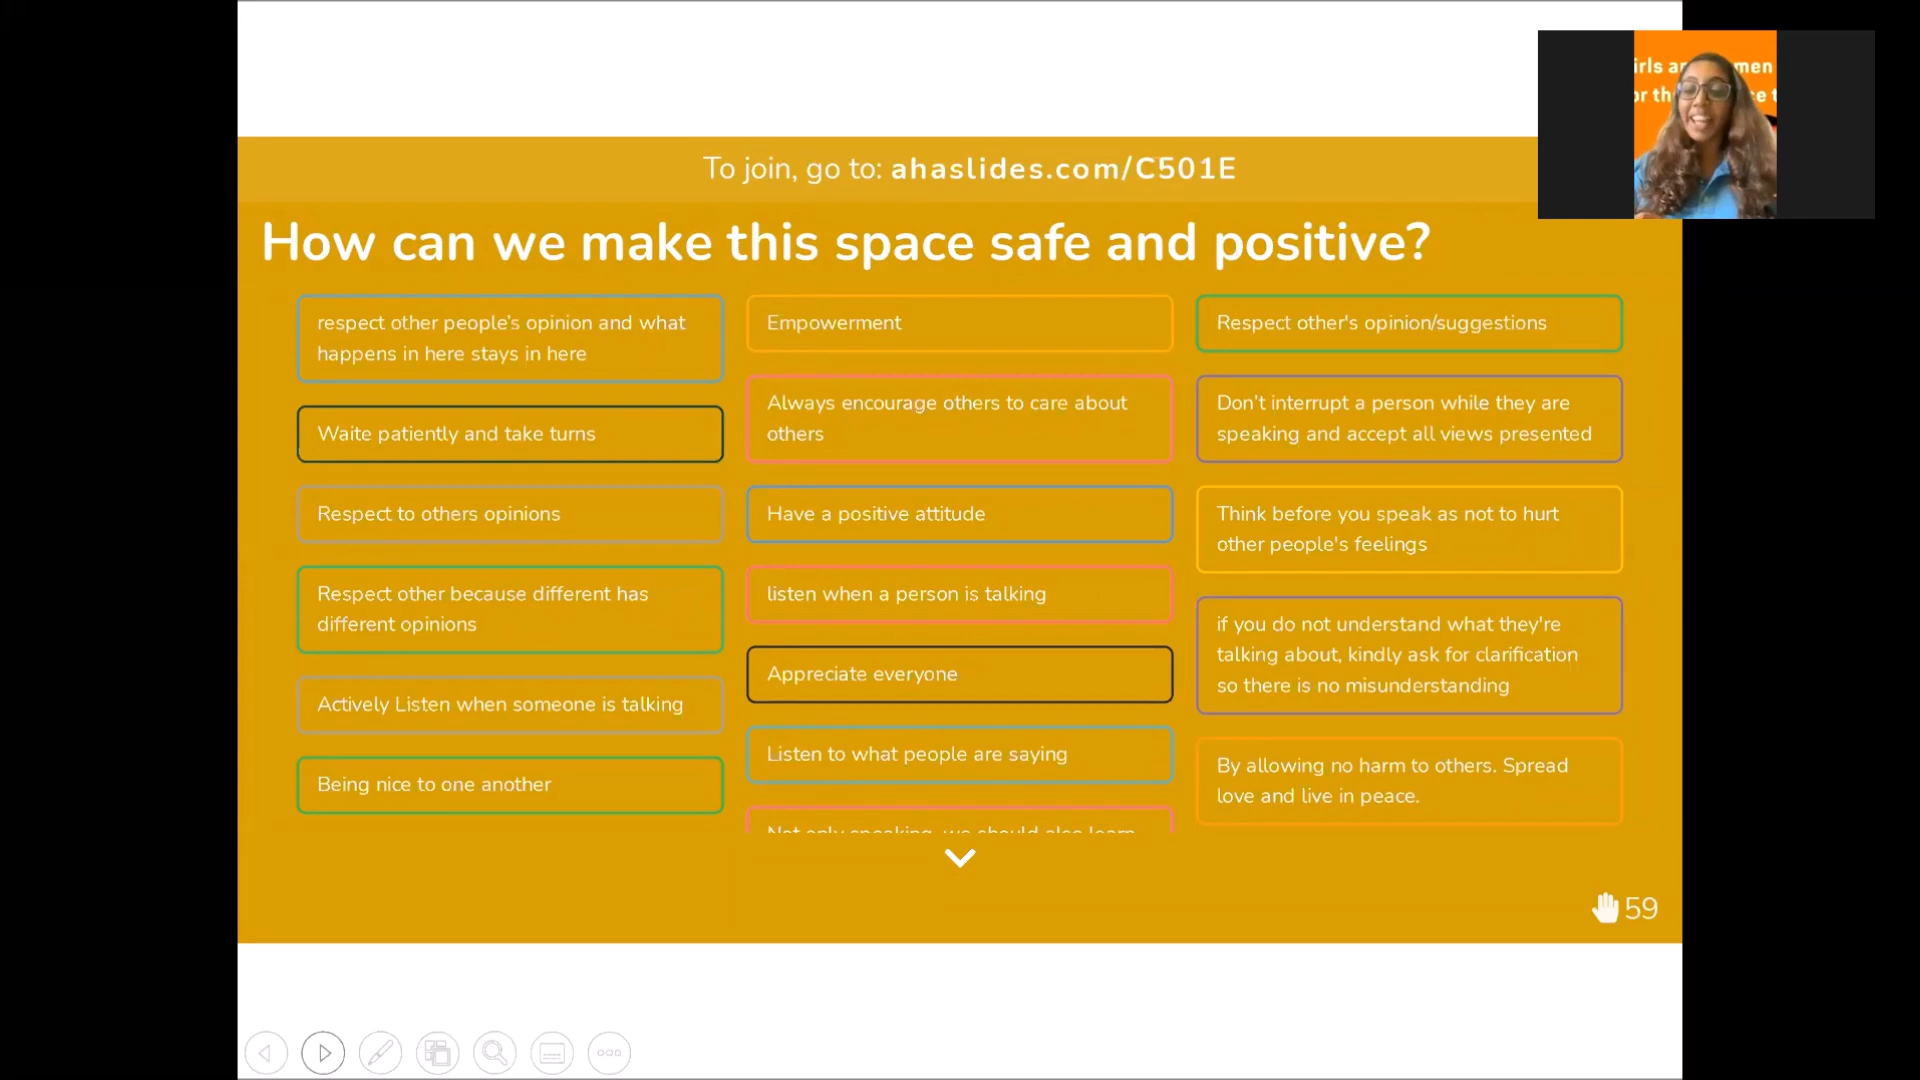 To join, go to: ahaslides.com/C501E
How can we make this space safe and positive?
respect other people's opinion and what
happens in here stays in here
Waite patiently and take turns
Respect to others opinions
Respect other because different has
different opinions
Actively Listen when someone is talking
Being nice to one another
Empowerment
Always encourage others to care about
others
Have a positive attitude
listen when a person is talking
Appreciate everyone
Listen to what people are saying
Not only speaking, we should also learn
Respect other's opinion/suggestions
Don't interrupt a person while they are
speaking and accept all views presented
Think before you speak as not to hurt
other people's feelings
if you do not understand what they're
talking about, kindly ask for clarification
so there is no misunderstanding
By allowing no harm to others. Spread
love and live in peace.
59